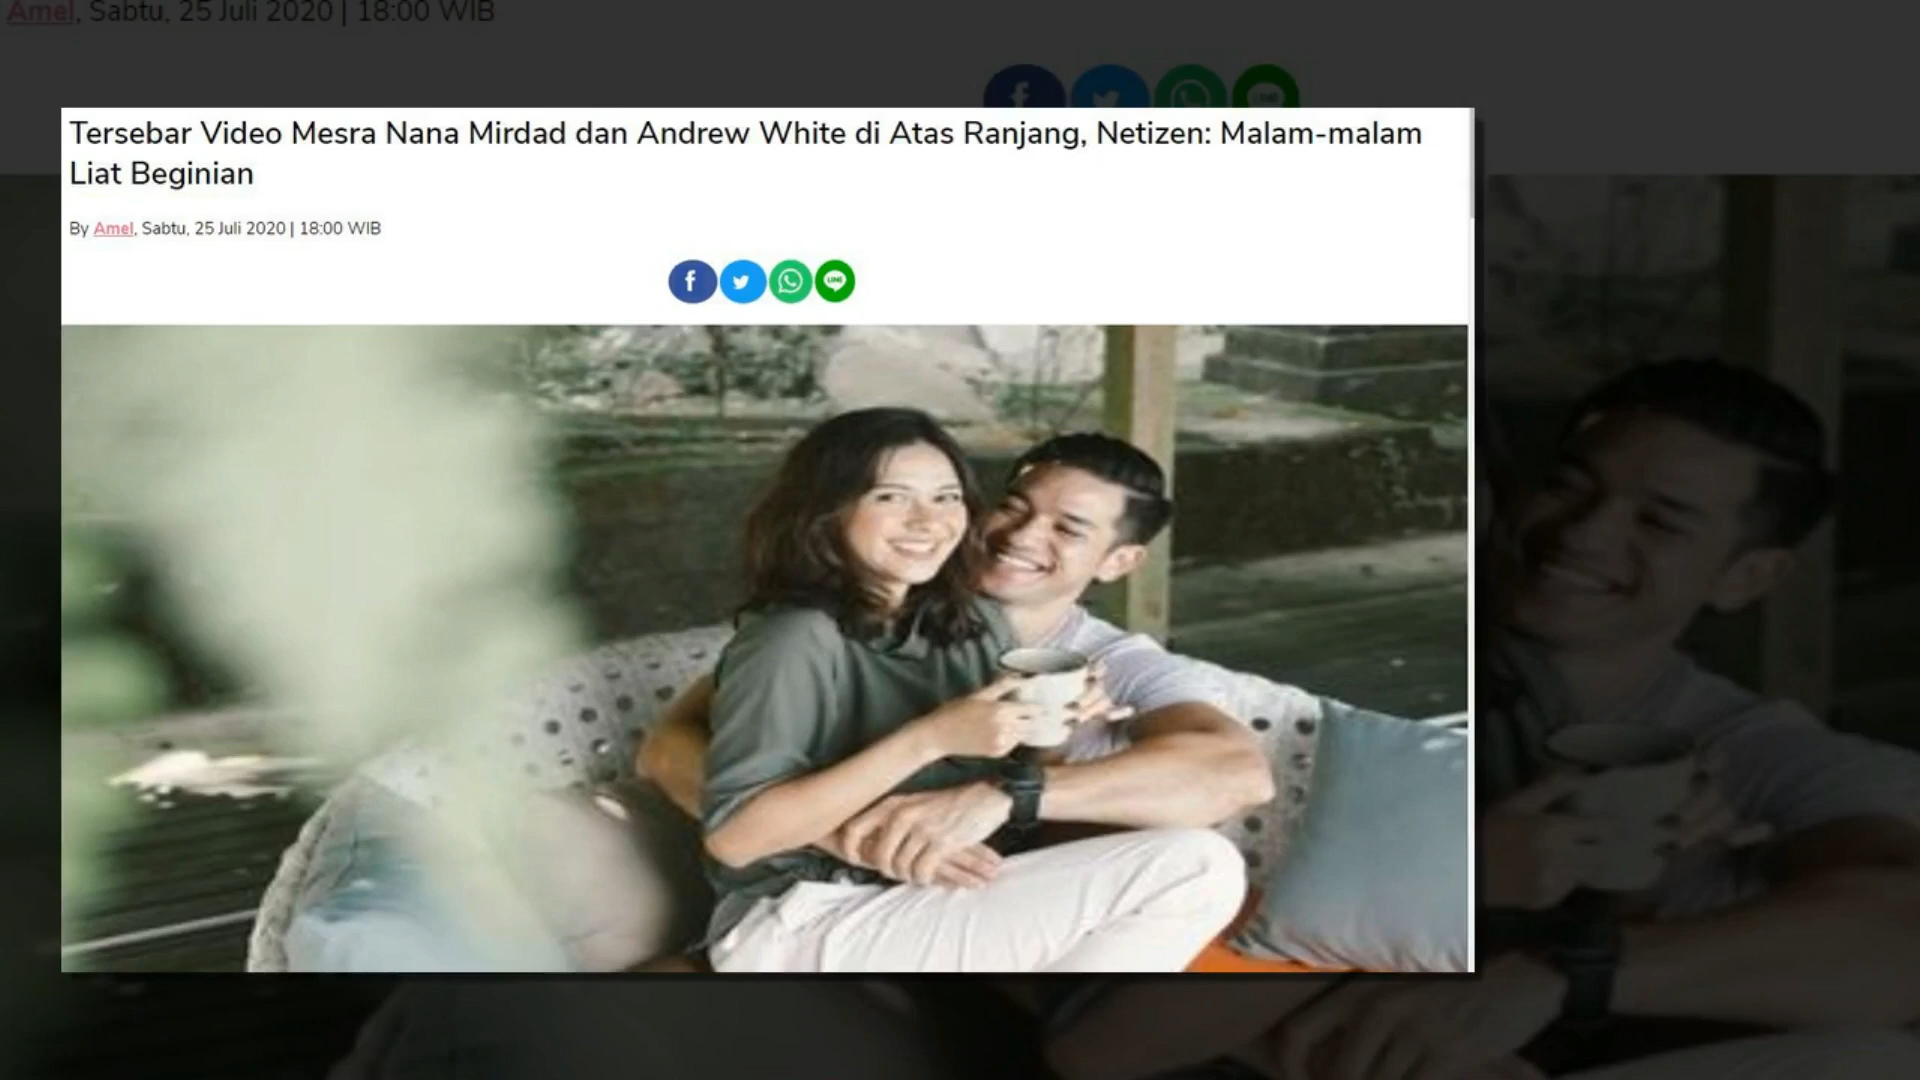 Amel, Sabtu, 25 Juli 2020 | 18:00 WIB
Tersebar Video Mesra Nana Mirdad dan Andrew White di Atas Ranjang, Netizen: Malam-malam
Liat Beginian
By Amel, Sabtu, 25 Juli 2020 | 18:00 WIB
f
LINE